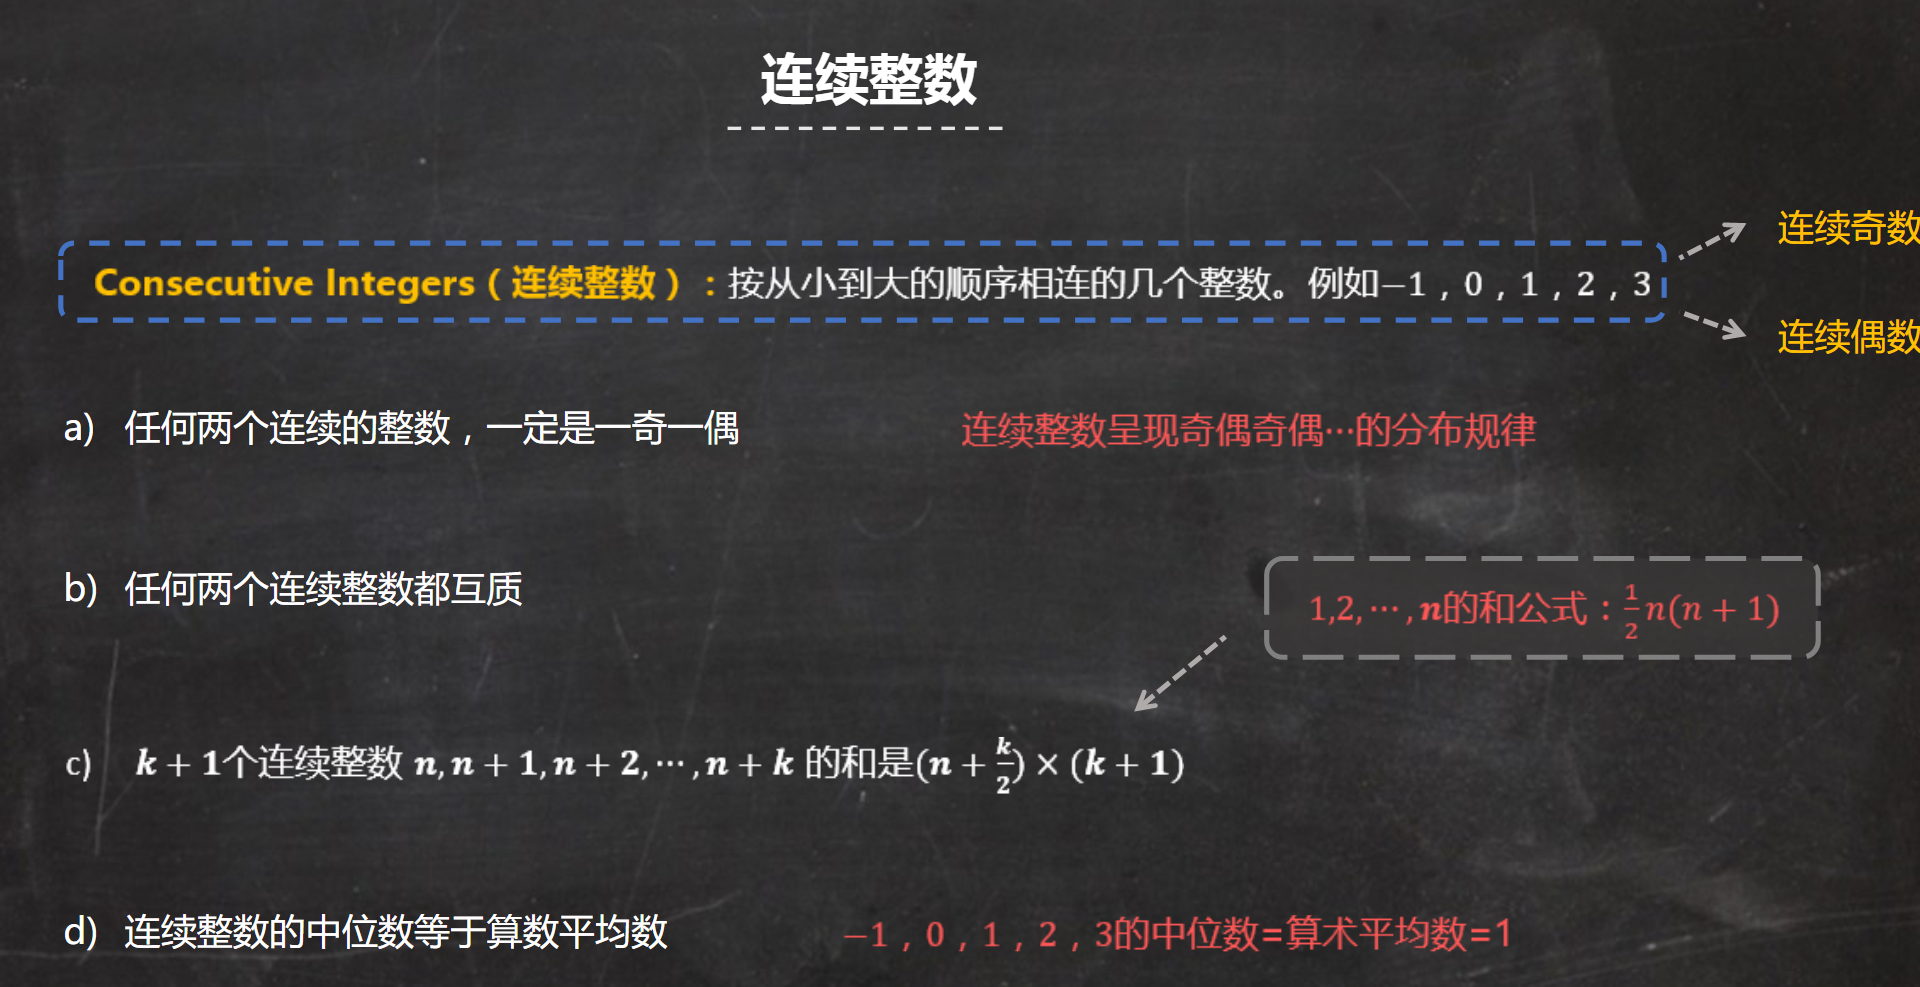 连续整数
连续奇数
Consecutive Integers（连续整数）：按从小到大的顺序相连的几个整数。例如−1，0，1，2，3
连续偶数
a) 任何两个连续的整数，一定是一奇一偶
连续整数呈现奇偶奇偶⋯的分布规律
b) 任何两个连续整数都互质
1,2,⋯,n的和公式：1/2 n(n + 1)
c) k + 1个连续整数 n, n + 1, n + 2, ⋯ , n + k 的和是(n + k/2) × (k + 1)
d) 连续整数的中位数等于算数平均数
−1，0，1，2，3的中位数=算术平均数=1